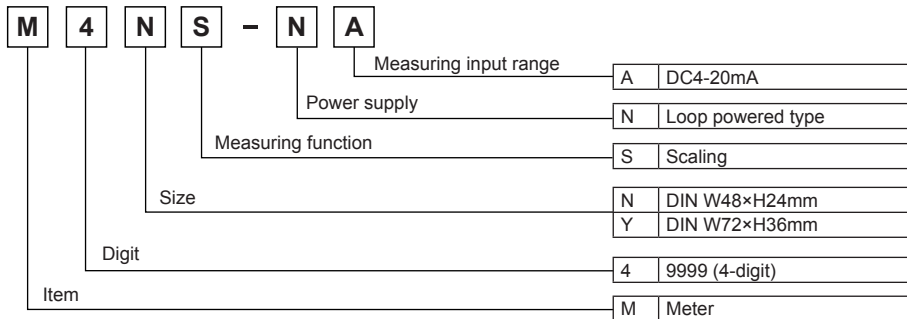 M 4 N S – N A
Measuring input range
A DC4-20mA
Power supply
N Loop powered type
Measuring function
S Scaling
Size
N DIN W48×H24mm
Y DIN W72×H36mm
Digit
4 9999 (4-digit)
Item
M Meter